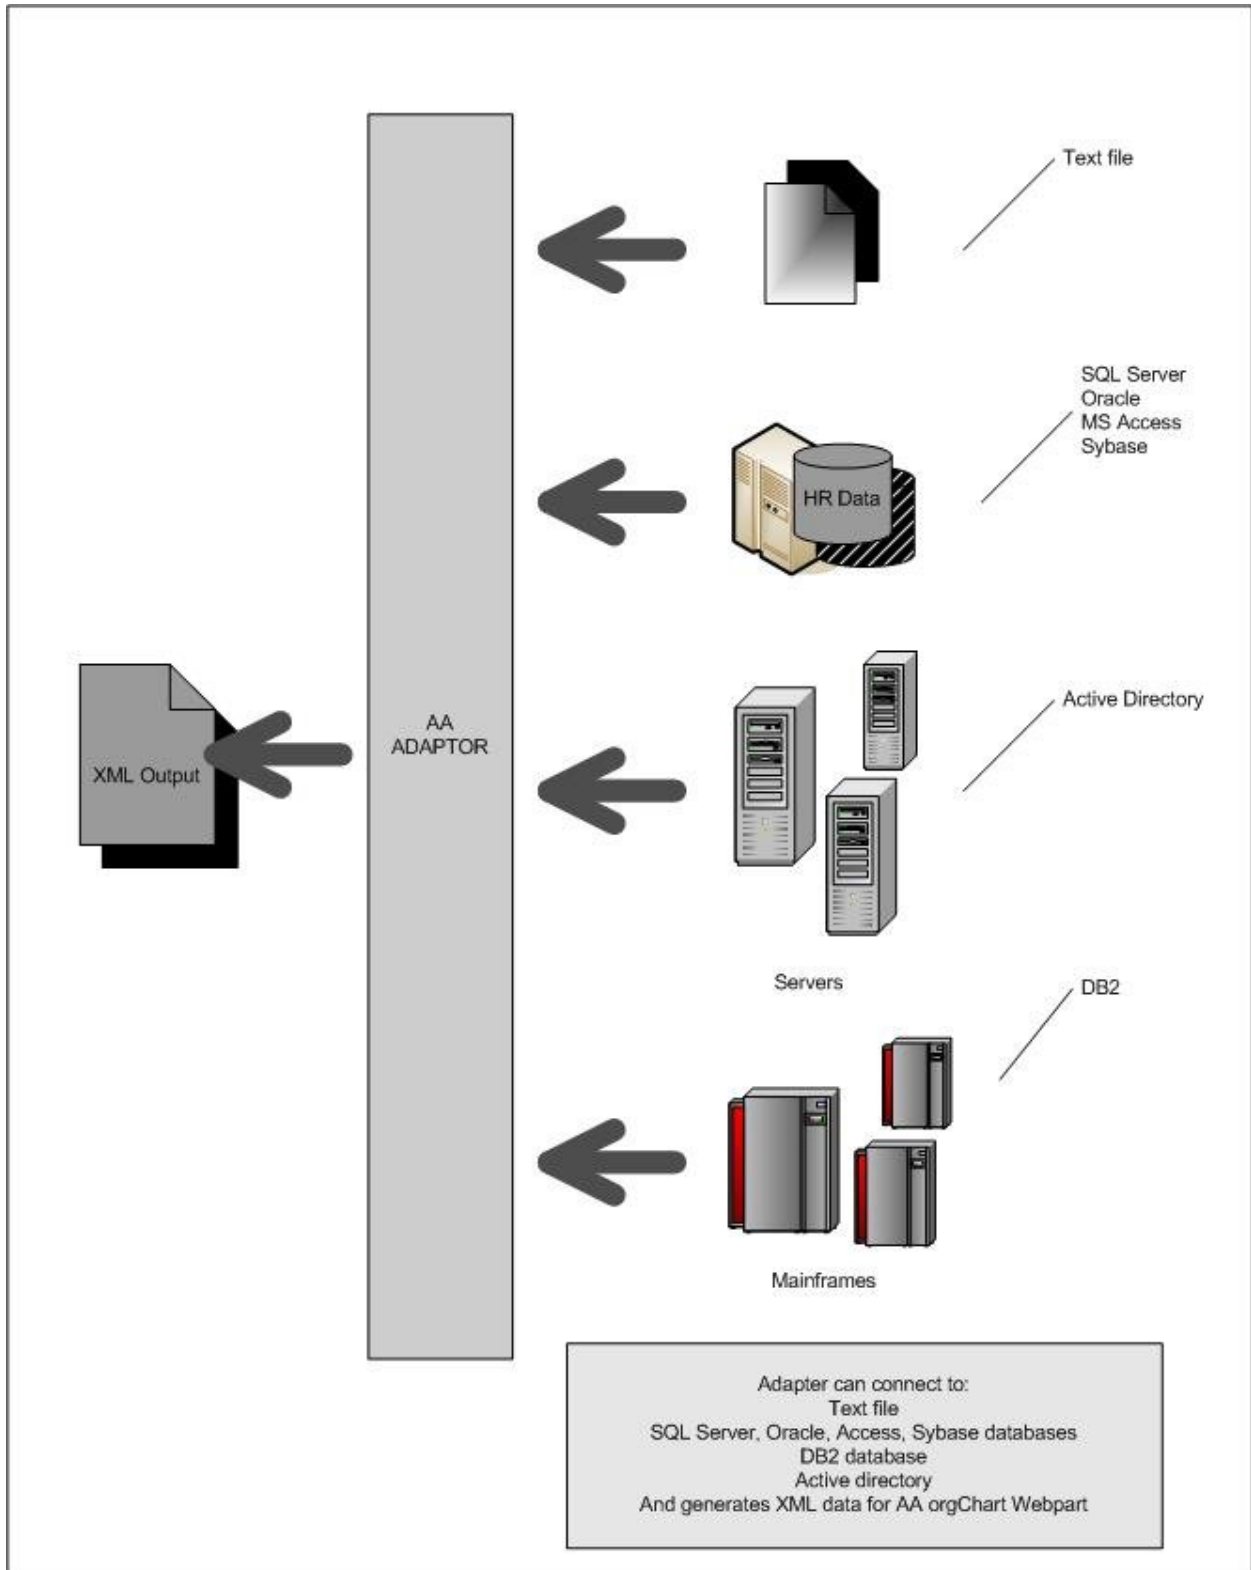 Text file
SQL Server
Oracle
MS Access
Sybase
HR Data
Active Directory
AA
ADAPTOR
XML Output
Servers
DB2
Mainframes
Adapter can connect to:
Text file
SQL Server, Oracle, Access, Sybase databases
DB2 database
Active directory
And generates XML data for AA orgChart Webpart